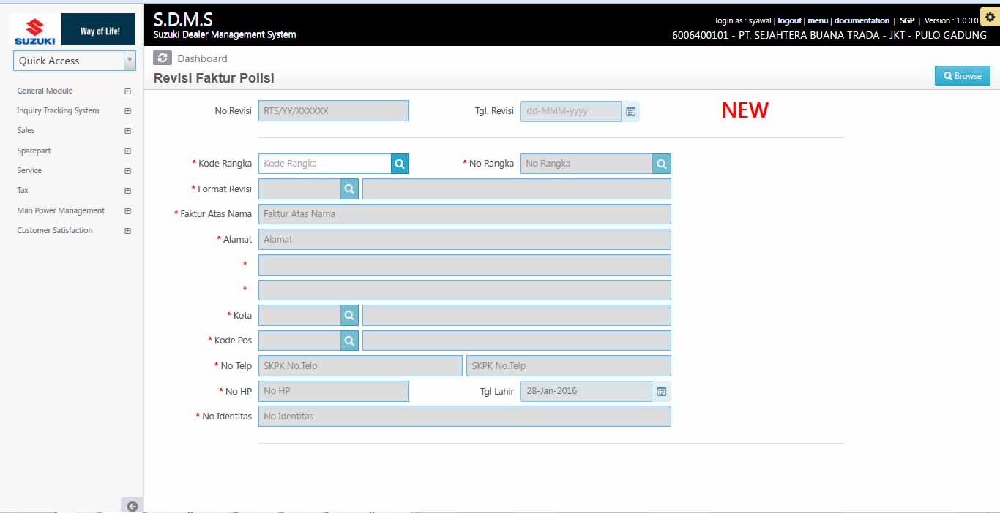 SUZUKI
Way of Life!
S.D.M.S
Suzuki Dealer Management System
login as : syawal | logout | menu | documentation | SGP | Version : 1.0.0.0
6006400101 - PT. SEJAHTERA BUANA TRADA - JKT - PULO GADUNG
Quick Access
General Module
Inquiry Tracking System
Sales
Sparepart
Service
Tax
Man Power Management
Customer Satisfaction
Dashboard
Revisi Faktur Polisi
Browse
No.Revisi RTS/YY/XXXXXX Tgl. Revisi dd-MMM-yyyy NEW
* Kode Rangka Kode Rangka * No Rangka No Rangka
* Format Revisi
* Faktur Atas Nama Faktur Atas Nama
* Alamat Alamat
*
*
* Kota
* Kode Pos
* No Telp SKPK No.Telp SKPK No.Telp
* No HP No HP Tgl Lahir 28-Jan-2016
* No Identitas No Identitas